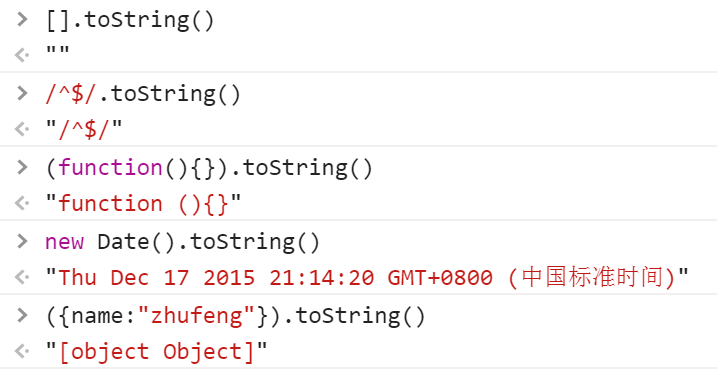 > [].toString()
<· ""
> /^$/.toString()
<· "/^$/"
> (function(){}).toString()
<· "function (){}"
> new Date().toString()
<· "Thu Dec 17 2015 21:14:20 GMT+0800 (中国标准时间)"
> ({name:"zhufeng"}).toString()
<· "[object Object]"